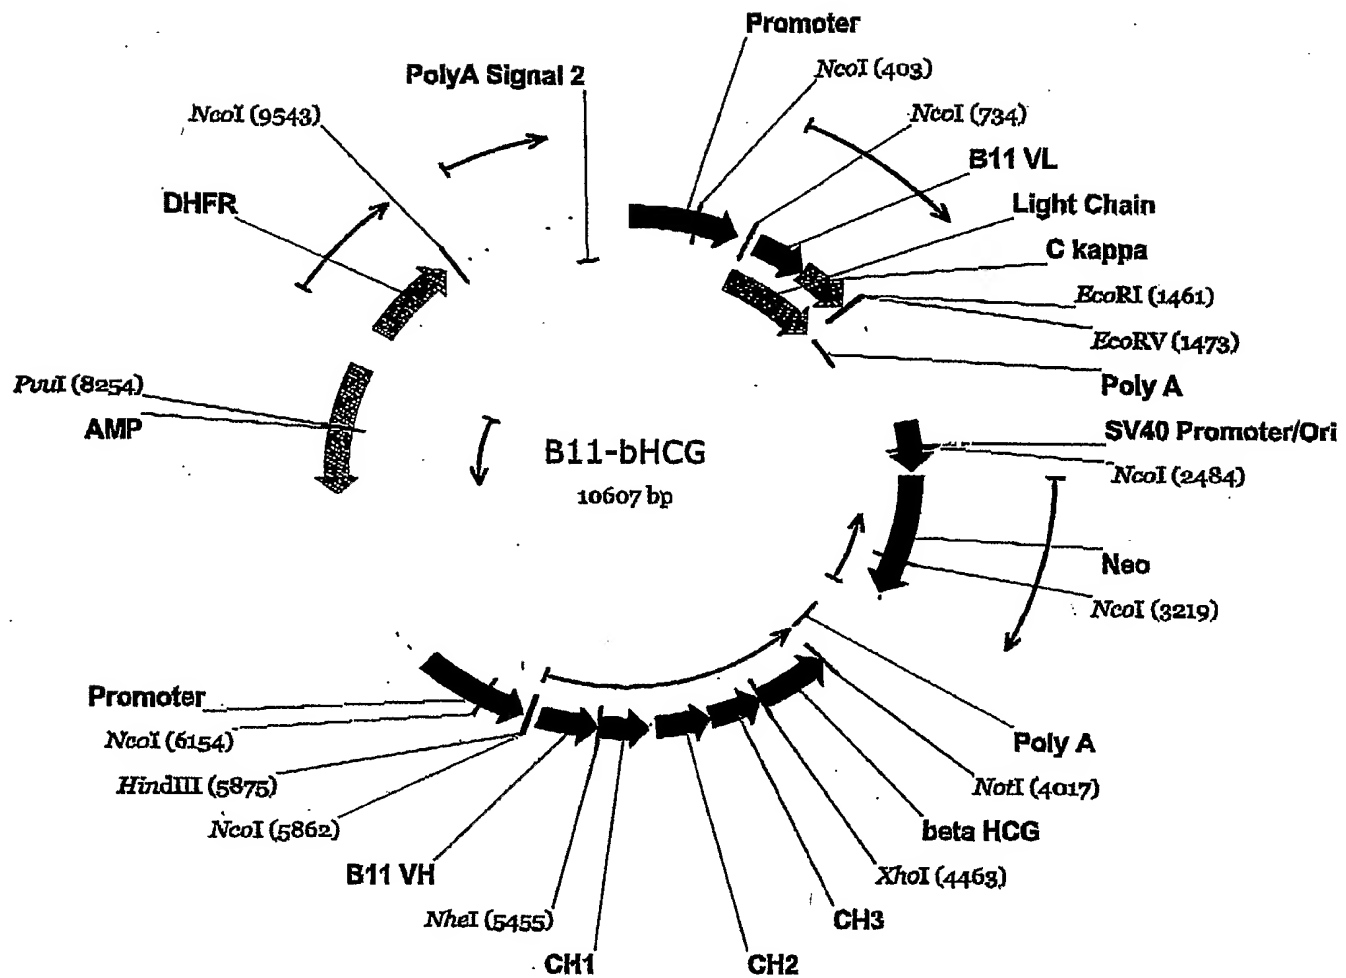 Promoter
NcoI (403)
PolyA Signal 2
NcoI (9543)
NcoI (734)
B11 VL
DHFR
Light Chain
C kappa
EcoRI (1461)
EcoRV (1473)
PvuI (8254)
Poly A
AMP
SV40 Promoter/Ori
B11-bHCG
NcoI (2484)
10607 bp
Neo
NcoI (3219)
Promoter
NcoI (6154)
Poly A
HindIII (5875)
NotI (4017)
NcoI (5862)
beta HCG
B11 VH
XhoI (4463)
NheI (5455)
CH3
CH1
CH2